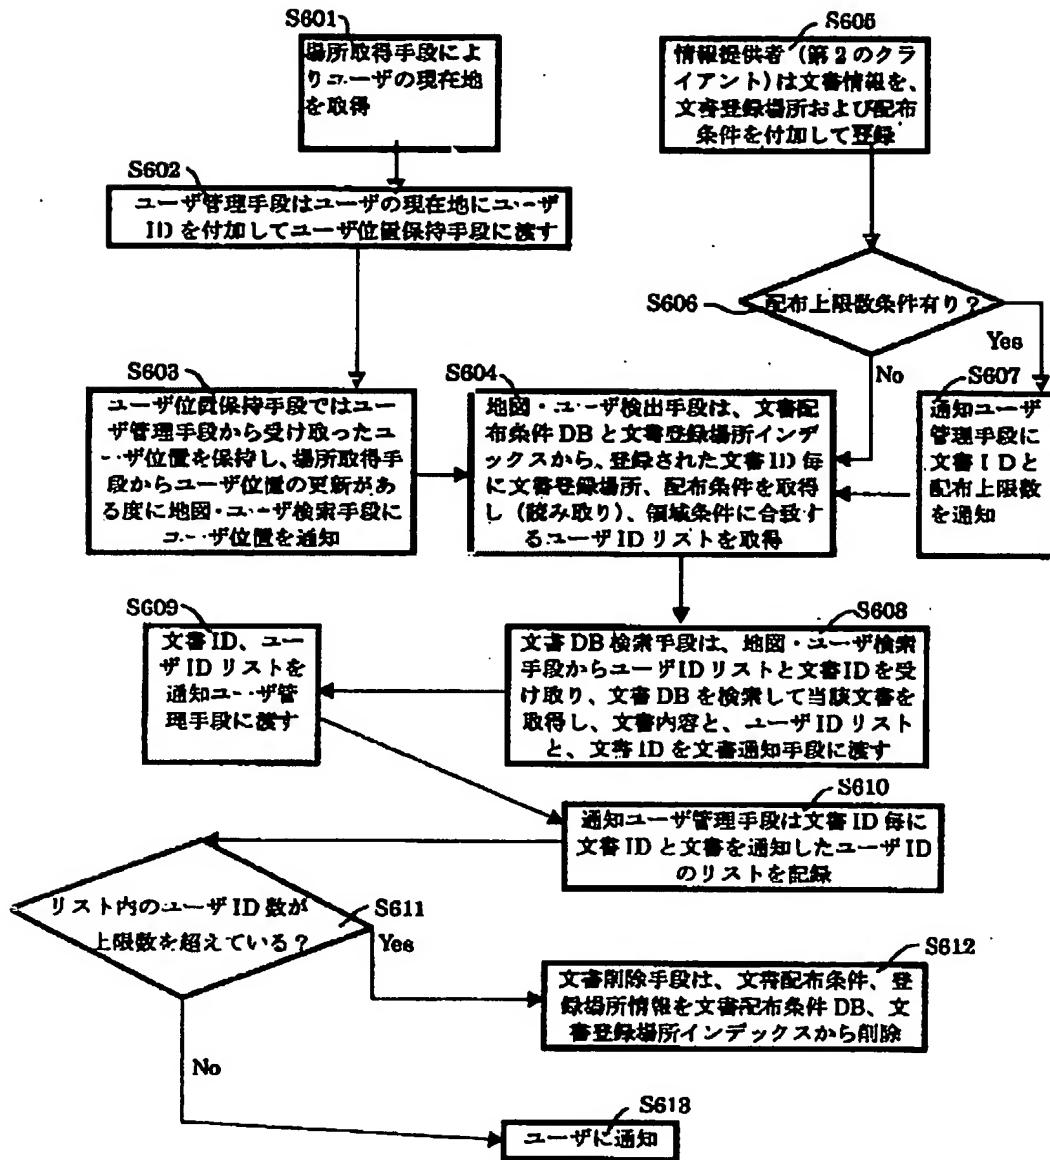 S601
場所取得手段によ
りユーザの現在地
を取得
S605
情報提供者（第2のク
ライアント）は文書情報を、
文書登録場所および配布
条件を付加して登録
S602
ユーザ管理手段はユーザの現在地にユーザ
IDを付加してユーザ位置保持手段に渡す
S606
配布上限数条件有り？
Yes
No
S603
ユーザ位置保持手段ではユー
ザ管理手段から受け取ったユ
ーザ位置を保持し、場所取得手
段からユーザ位置の更新があ
る度に地図・ユーザ検索手段に
ユーザ位置を通知
S604
地図・ユーザ検出手段は、文書配
布条件DBと文書登録場所インデ
ックスから、登録された文書ID毎
に文書登録場所、配布条件を取得
し（読み取り）、領域条件に合致す
るユーザIDリストを取得
S607
通知ユーザ
管理手段に
文書IDと
配布上限数
を通知
S609
文書ID、ユー
ザIDリストを
通知ユーザ管
理手段に渡す
S608
文書DB検索手段は、地図・ユーザ検索
手段からユーザIDリストと文書IDを受
け取り、文書DBを検索して当該文書を
取得し、文書内容と、ユーザIDリスト
と、文書IDを文書通知手段に渡す
S610
通知ユーザ管理手段は文書ID毎に
文書IDと文書を通知したユーザID
のリストを記録
S611
リスト内のユーザID数が
上限数を超えている？
Yes
S612
文書削除手段は、文書配布条件、登
録場所情報を文書配布条件DB、文
書登録場所インデックスから削除
No
S613
ユーザに通知